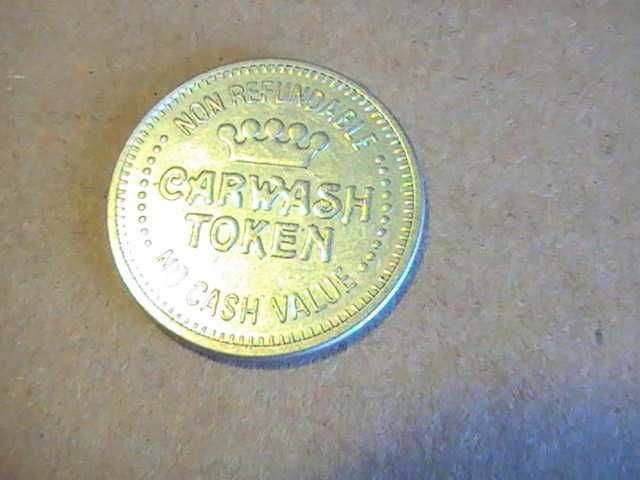 NON REFUNDABLE
CARWASH
TOKEN
NO CASH VALUE